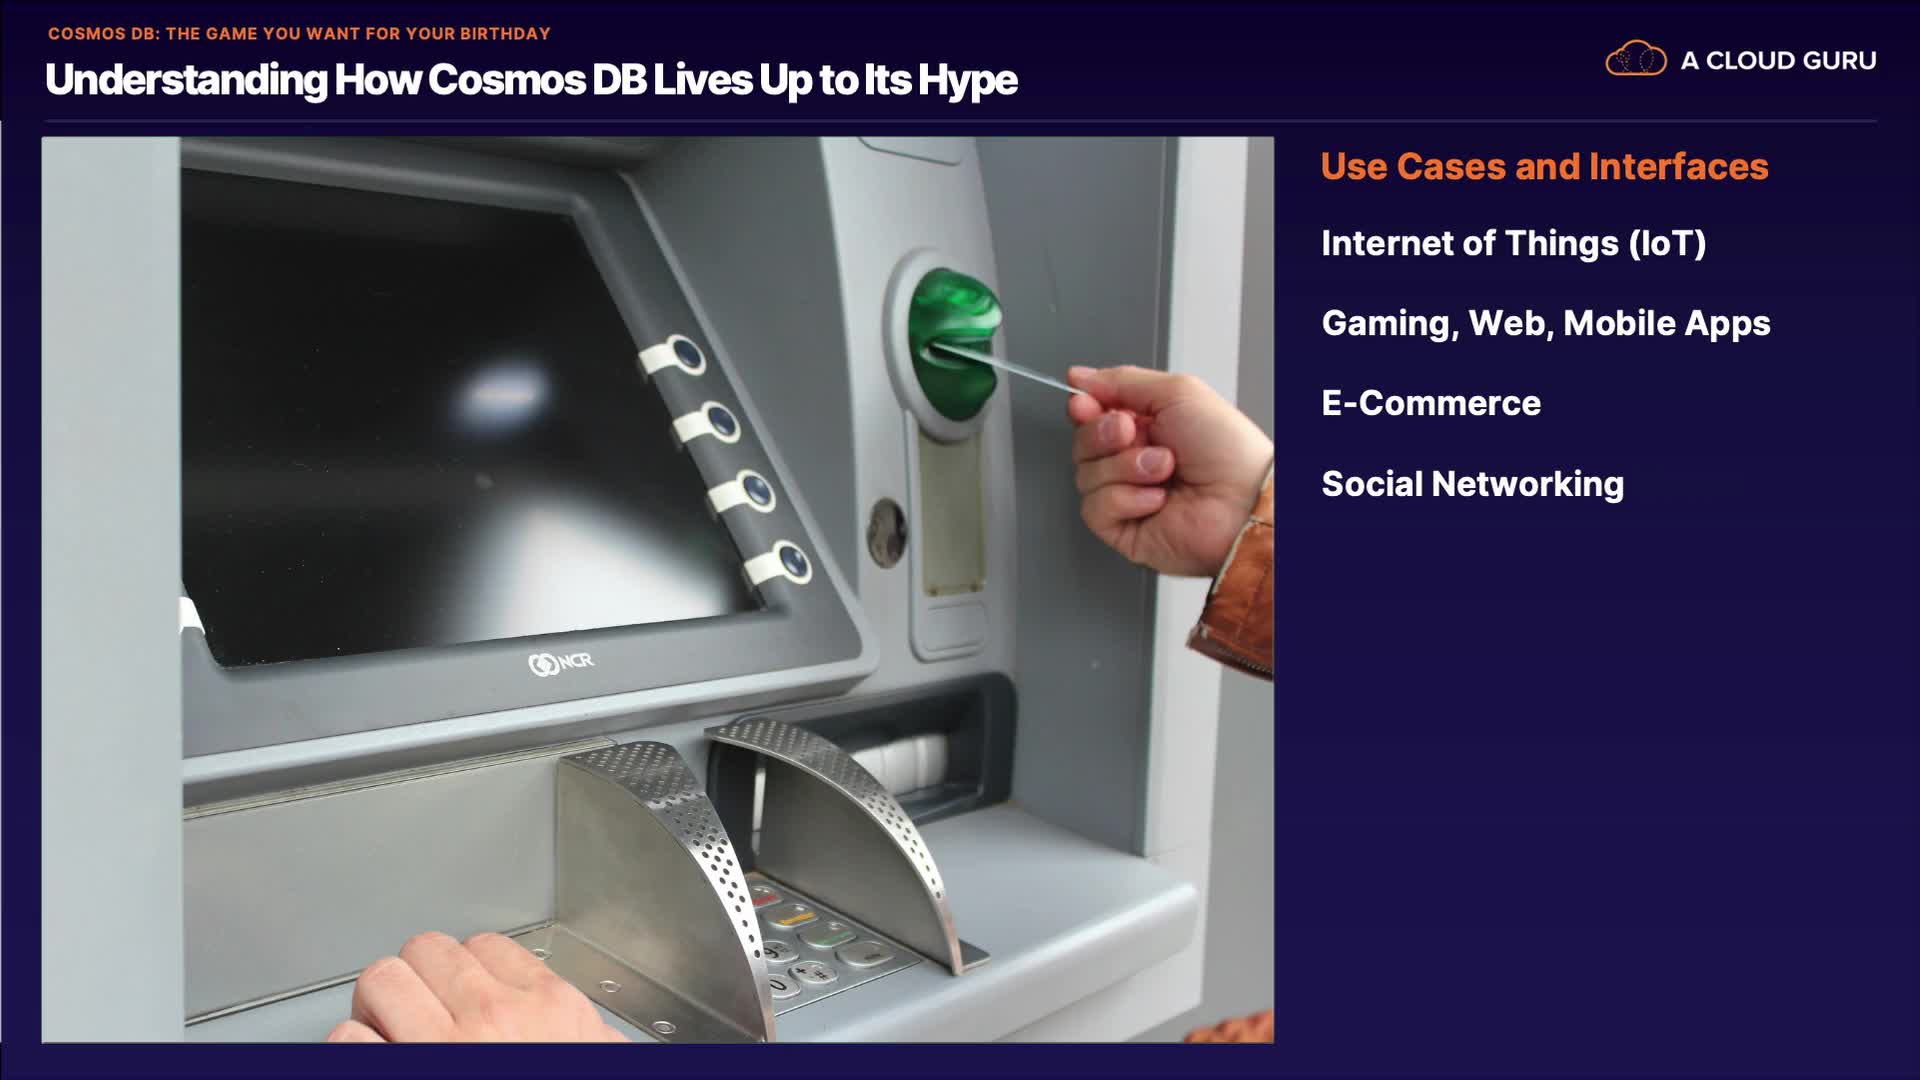 COSMOS DB: THE GAME YOU WANT FOR YOUR BIRTHDAY
Understanding How Cosmos DB Lives Up to Its Hype
A CLOUD GURU
Use Cases and Interfaces
Internet of Things (IoT)
Gaming, Web, Mobile Apps
E-Commerce
Social Networking
NCR